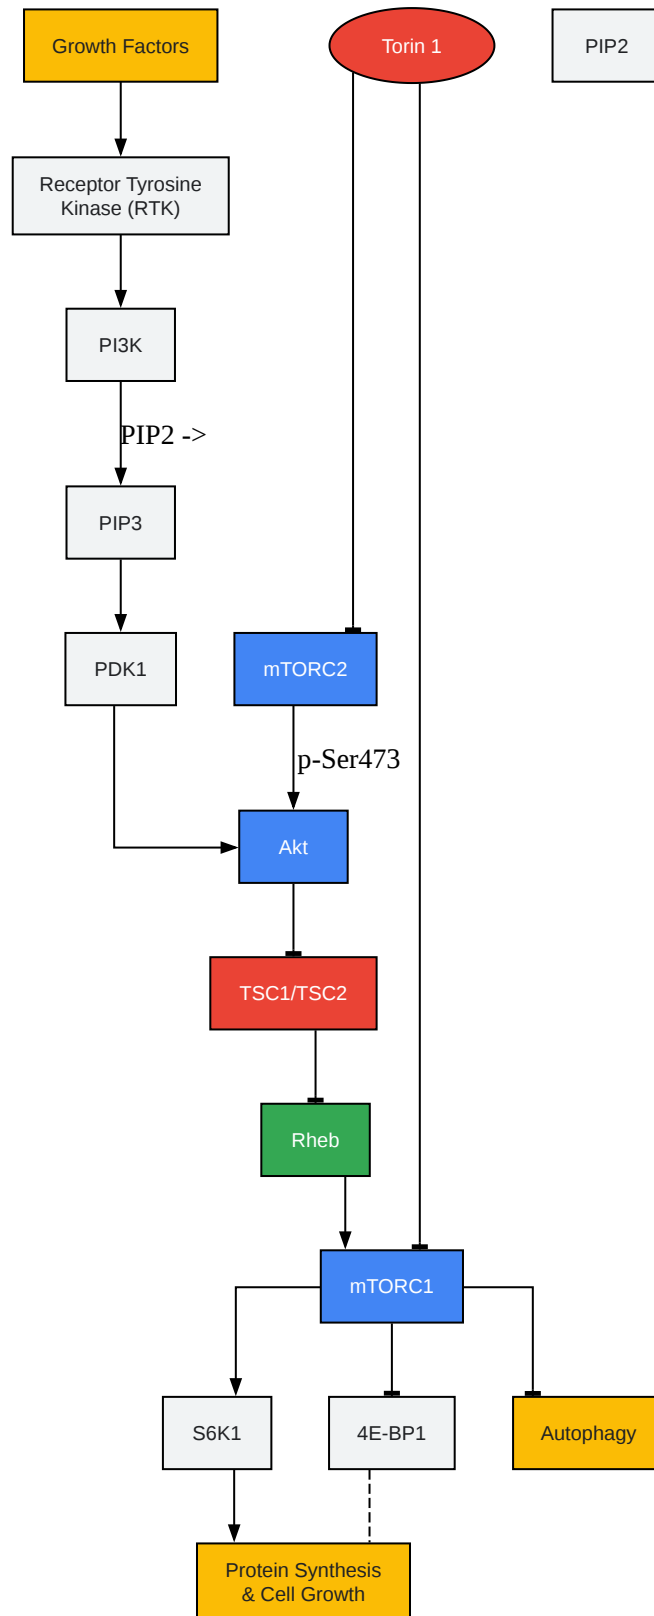 Growth Factors
Torin 1
PIP2
Receptor Tyrosine
Kinase (RTK)
PI3K
PIP2 ->
PIP3
PDK1
mTORC2
p-Ser473
Akt
TSC1/TSC2
Rheb
mTORC1
S6K1
4E-BP1
Autophagy
Protein Synthesis
& Cell Growth